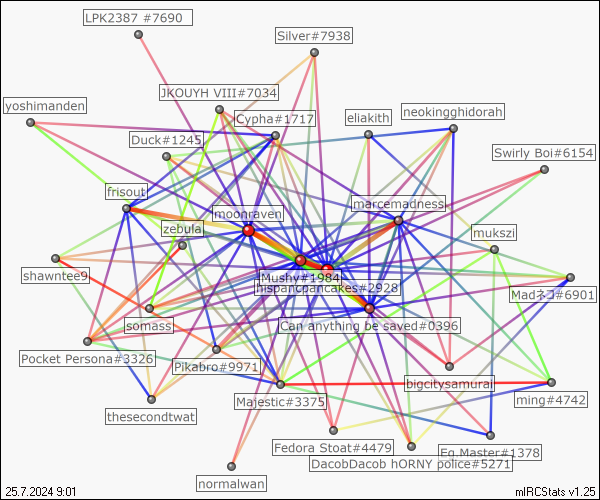 LPK2387 #7690
Silver#7938
JKOUYH VIII#7034
yoshimanden
Cypha#1717
eliakith
neokingghidorah
Duck#1245
Swirly Boi#6154
frisout
marcemadness
moonraven
zebula
mukszi
shawntee9
Mushy#1984
hispanopancakes#2928
Madネコ#6901
somass
Can anything be saved#0396
Pocket Persona#3326
Pikabro#9971
bigcitysamurai
thesecondtwat
Majestic#3375
ming#4742
Fedora Stoat#4479
Eg Master#1378
DacobDacob hORNY police#5271
normalwan
25.7.2024 9:01
mIRCStats v1.25